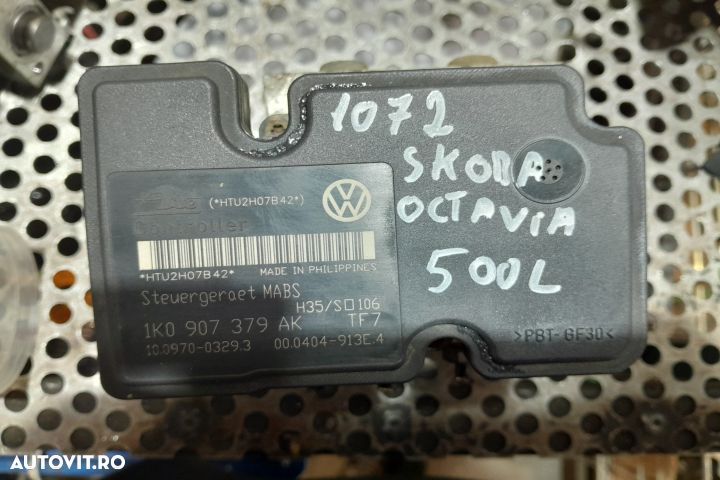 1072
SKODA
OCTAVIA
500L
(*HTU2H07B42*)
Controller
*HTU2H07B42* MADE IN PHILIPPINES
Steuergeraet MABS
H35/S□106
1K0 907 379 AK TF7
10.0970-0329.3 00.0404-913E.4
>PBT-GF30<
AUTOVIT.RO